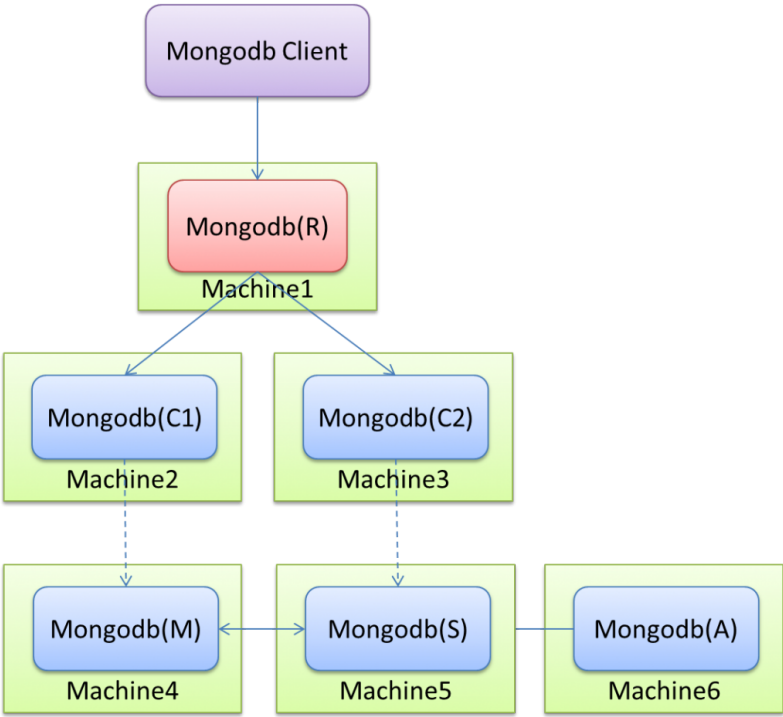 Mongodb Client
Mongodb(R)
Machine1
Mongodb(C1)
Mongodb(C2)
Machine2
Machine3
Mongodb(M)
Mongodb(S)
Mongodb(A)
Machine4
Machine5
Machine6